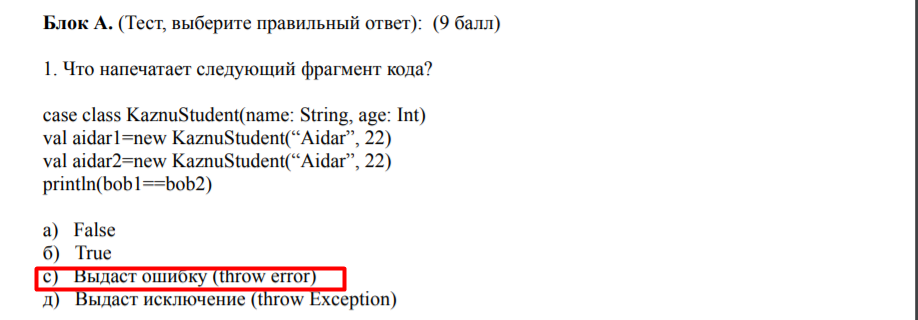 Блок А. (Тест, выберите правильный ответ): (9 балл)
1. Что напечатает следующий фрагмент кода?
case class KaznuStudent(name: String, age: Int)
val aidar1=new KaznuStudent(“Aidar”, 22)
val aidar2=new KaznuStudent(“Aidar”, 22)
println(bob1==bob2)
а) False
б) True
с) Выдаст ошибку (throw error)
д) Выдаст исключение (throw Exception)